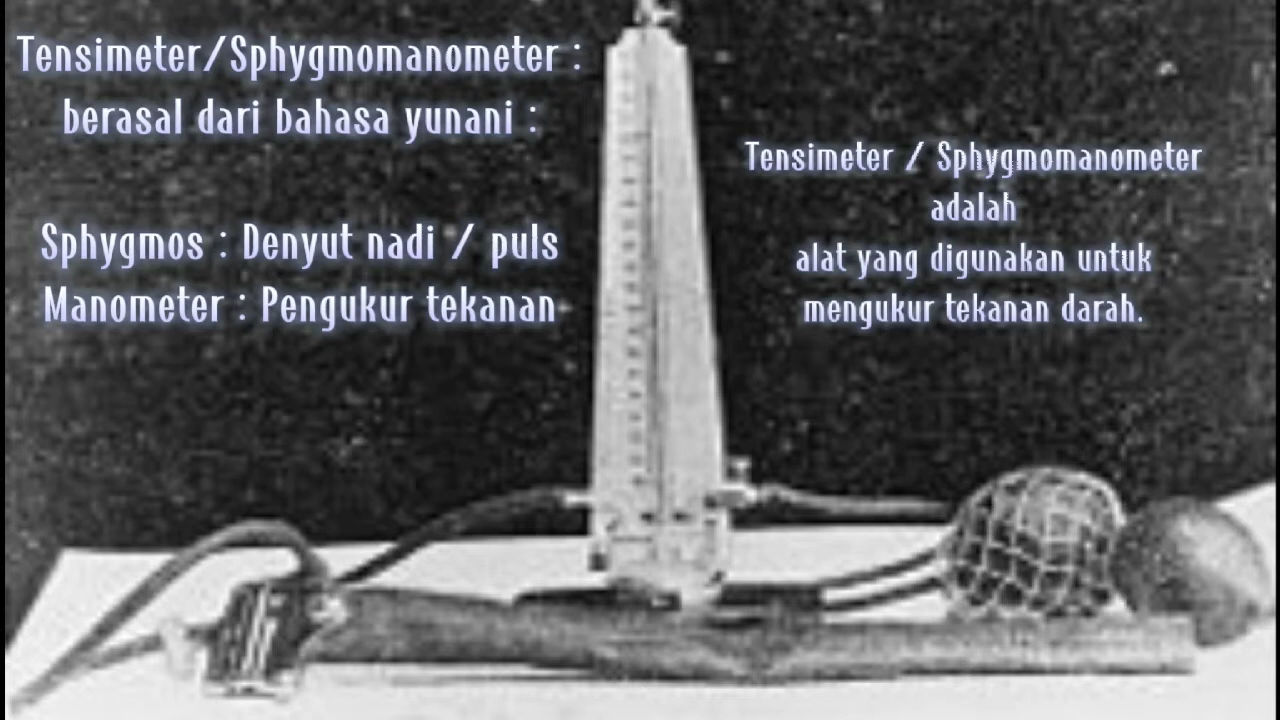 Tensimeter/Sphygmomanometer :
berasal dari bahasa yunani :
Sphygmos : Denyut nadi / puls
Manometer : Pengukur tekanan
Tensimeter / Sphygmomanometer
adalah
alat yang digunakan untuk
mengukur tekanan darah.